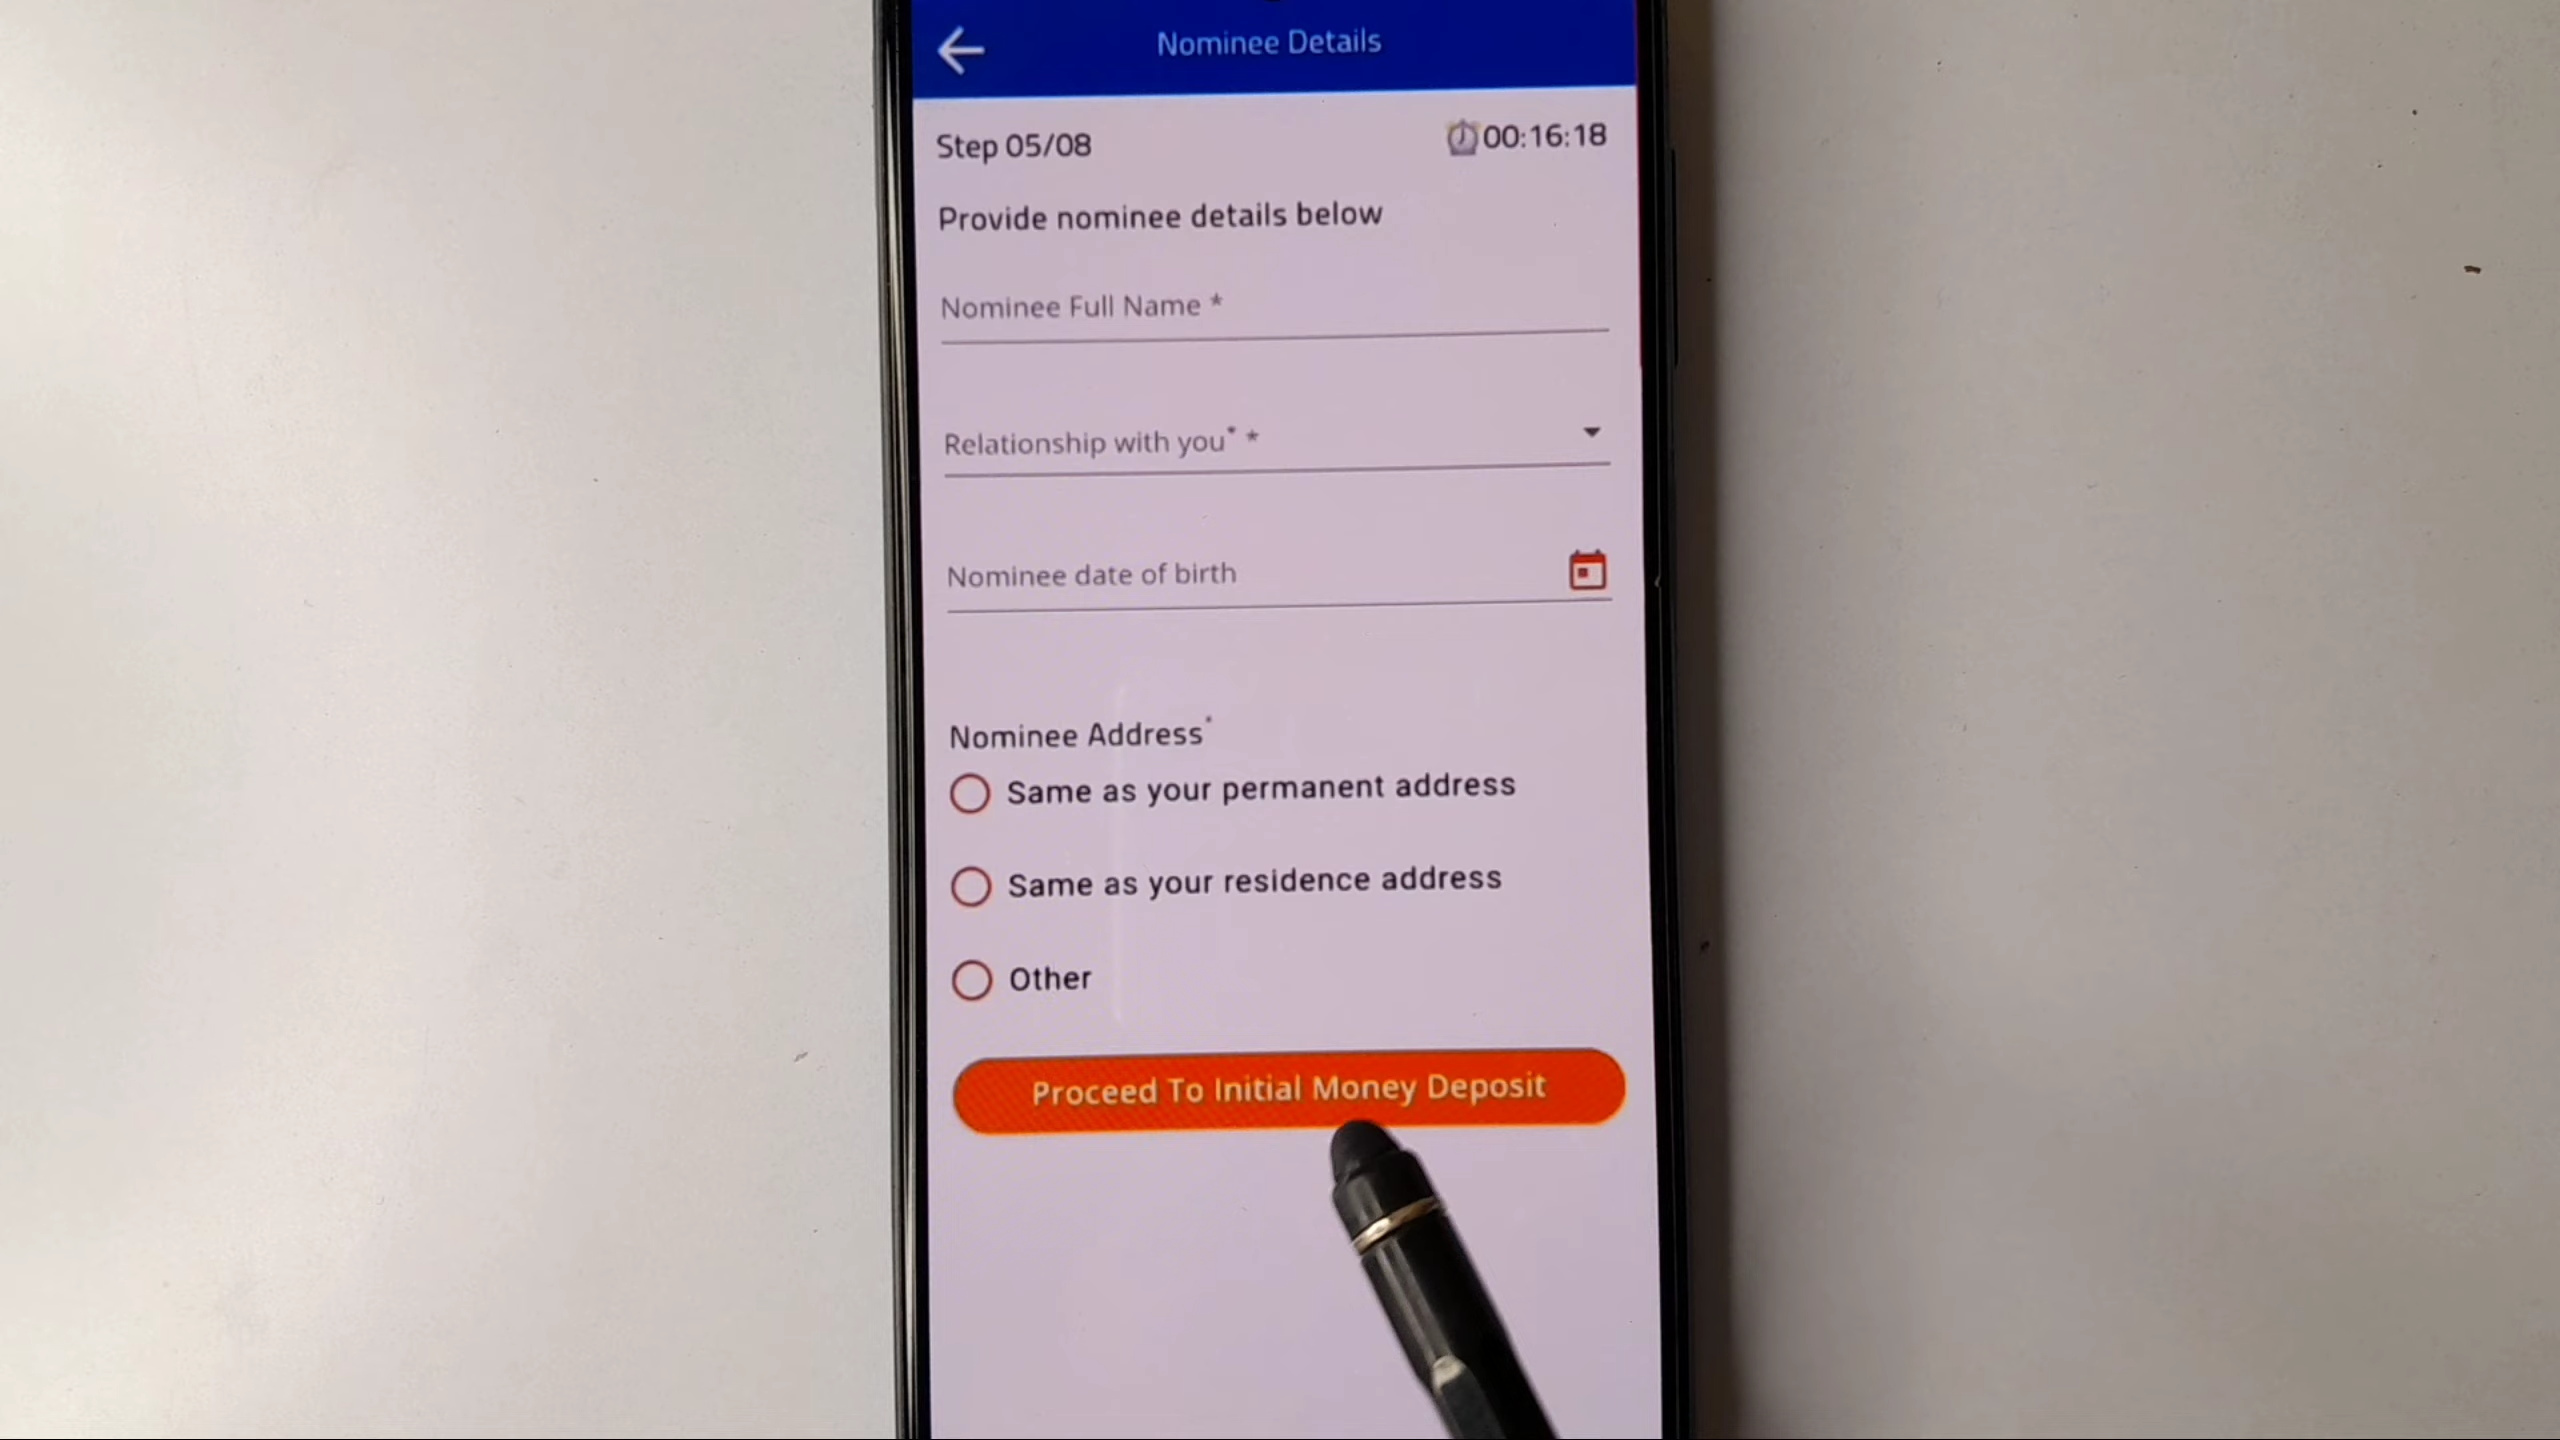 Nominee Details
Step 05/08
00:16:18
Provide nominee details below
Nominee Full Name *
Relationship with you* *
Nominee date of birth
Nominee Address*
Same as your permanent address
Same as your residence address
Other
Proceed To Initial Money Deposit